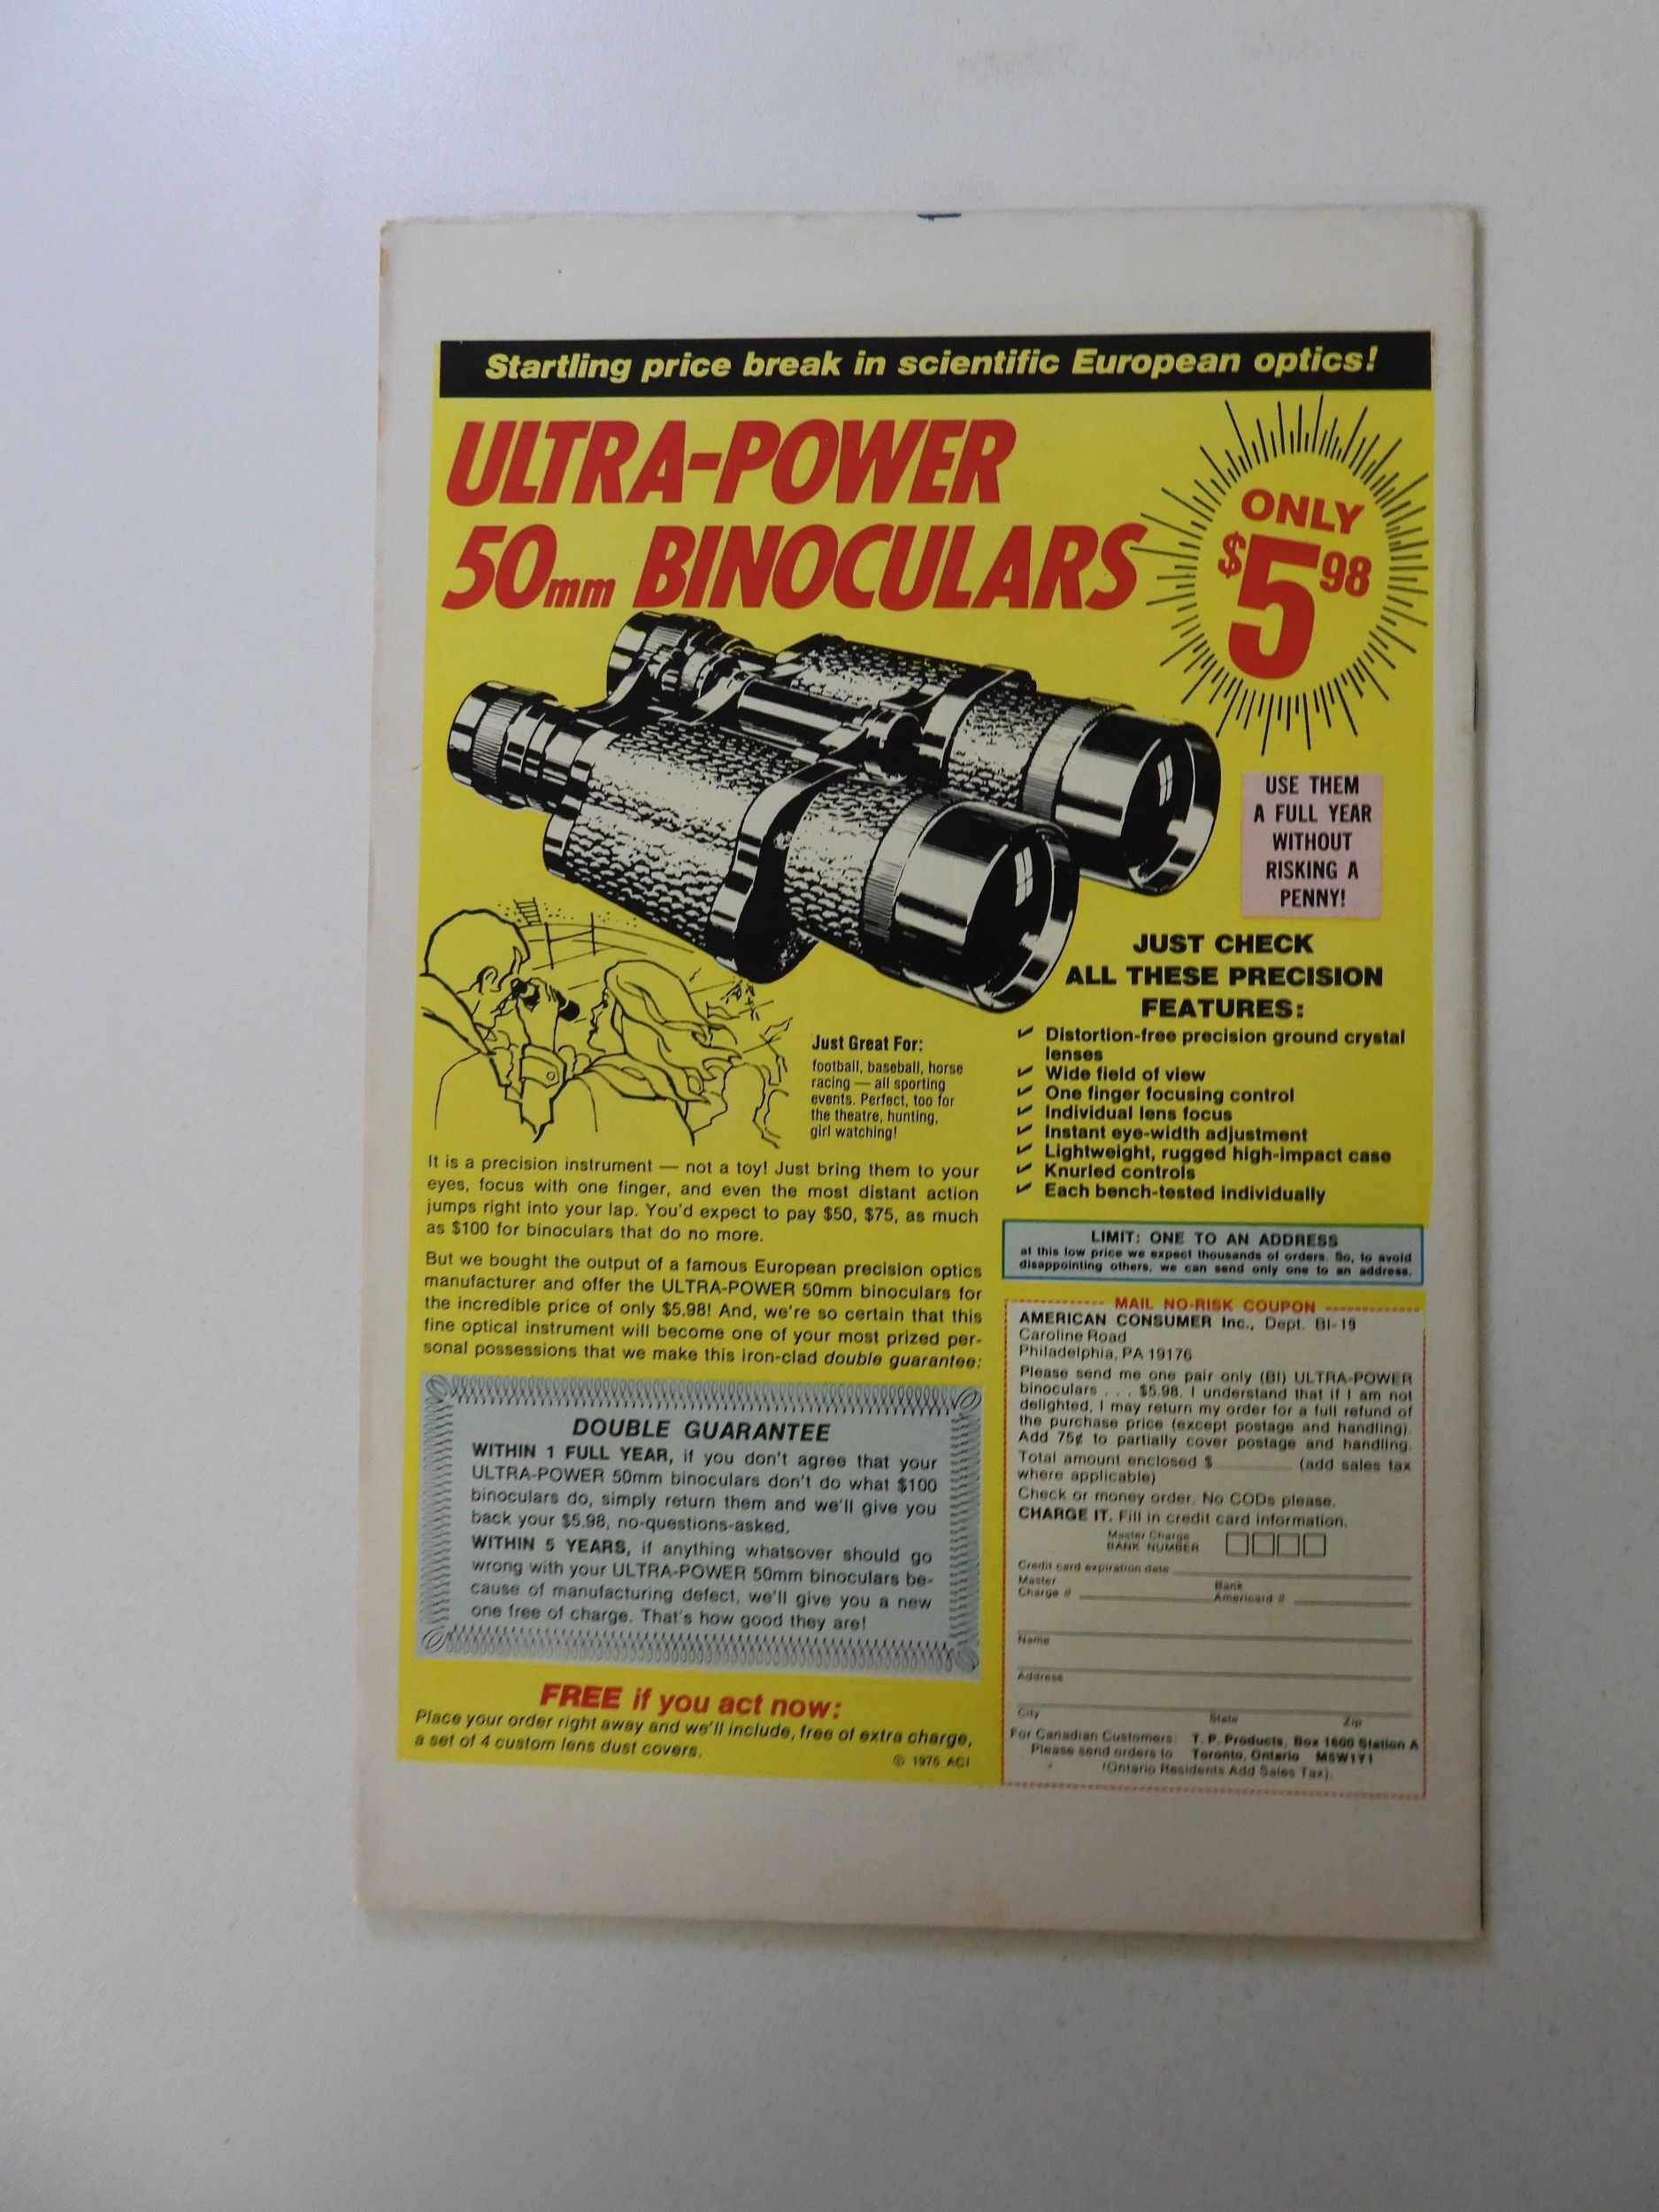 Startling price break in scientific European optics!
ULTRA-POWER
50mm BINOCULARS
ONLY
$5 98
USE THEM
A FULL YEAR
WITHOUT
RISKING A
PENNY!
JUST CHECK
ALL THESE PRECISION
FEATURES:
✓ Distortion-free precision ground crystal
lenses
✓ Wide field of view
✓ One finger focusing control
✓ Individual lens focus
✓ Instant eye-width adjustment
✓ Lightweight, rugged high-impact case
✓ Knurled controls
✓ Each bench-tested individually
Just Great For:
football, baseball, horse
racing — all sporting
events. Perfect, too for
the theatre, hunting,
girl watching!
It is a precision instrument — not a toy! Just bring them to your
eyes, focus with one finger, and even the most distant action
jumps right into your lap. You'd expect to pay $50, $75, as much
as $100 for binoculars that do no more.
But we bought the output of a famous European precision optics
manufacturer and offer the ULTRA-POWER 50mm binoculars for
the incredible price of only $5.98! And, we're so certain that this
fine optical instrument will become one of your most prized per-
sonal possessions that we make this iron-clad double guarantee:
DOUBLE GUARANTEE
WITHIN 1 FULL YEAR, if you don't agree that your
ULTRA-POWER 50mm binoculars don't do what $100
binoculars do, simply return them and we'll give you
back your $5.98, no-questions-asked.
WITHIN 5 YEARS, if anything whatsover should go
wrong with your ULTRA-POWER 50mm binoculars be-
cause of manufacturing defect, we'll give you a new
one free of charge. That's how good they are!
FREE if you act now:
Place your order right away and we'll include, free of extra charge,
a set of 4 custom lens dust covers.
© 1975 ACI
LIMIT: ONE TO AN ADDRESS
at this low price we expect thousands of orders. So, to avoid
disappointing others, we can send only one to an address.
MAIL NO-RISK COUPON
AMERICAN CONSUMER Inc., Dept. BI-19
Caroline Road
Philadelphia, PA 19176
Please send me one pair only (BI) ULTRA-POWER
binoculars . . . $5.98. I understand that if I am not
delighted, I may return my order for a full refund of
the purchase price (except postage and handling).
Add 75¢ to partially cover postage and handling.
Total amount enclosed $ (add sales tax
where applicable)
Check or money order. No CODs please.
CHARGE IT. Fill in credit card information.
Master Charge
BANK NUMBER
Credit card expiration date
Master
Charge #
Bank
Americard #
Name
Address
City State Zip
For Canadian Customers: T. P. Products, Box 1600 Station A
Please send orders to Toronto, Ontario M5W1Y1
(Ontario Residents Add Sales Tax).